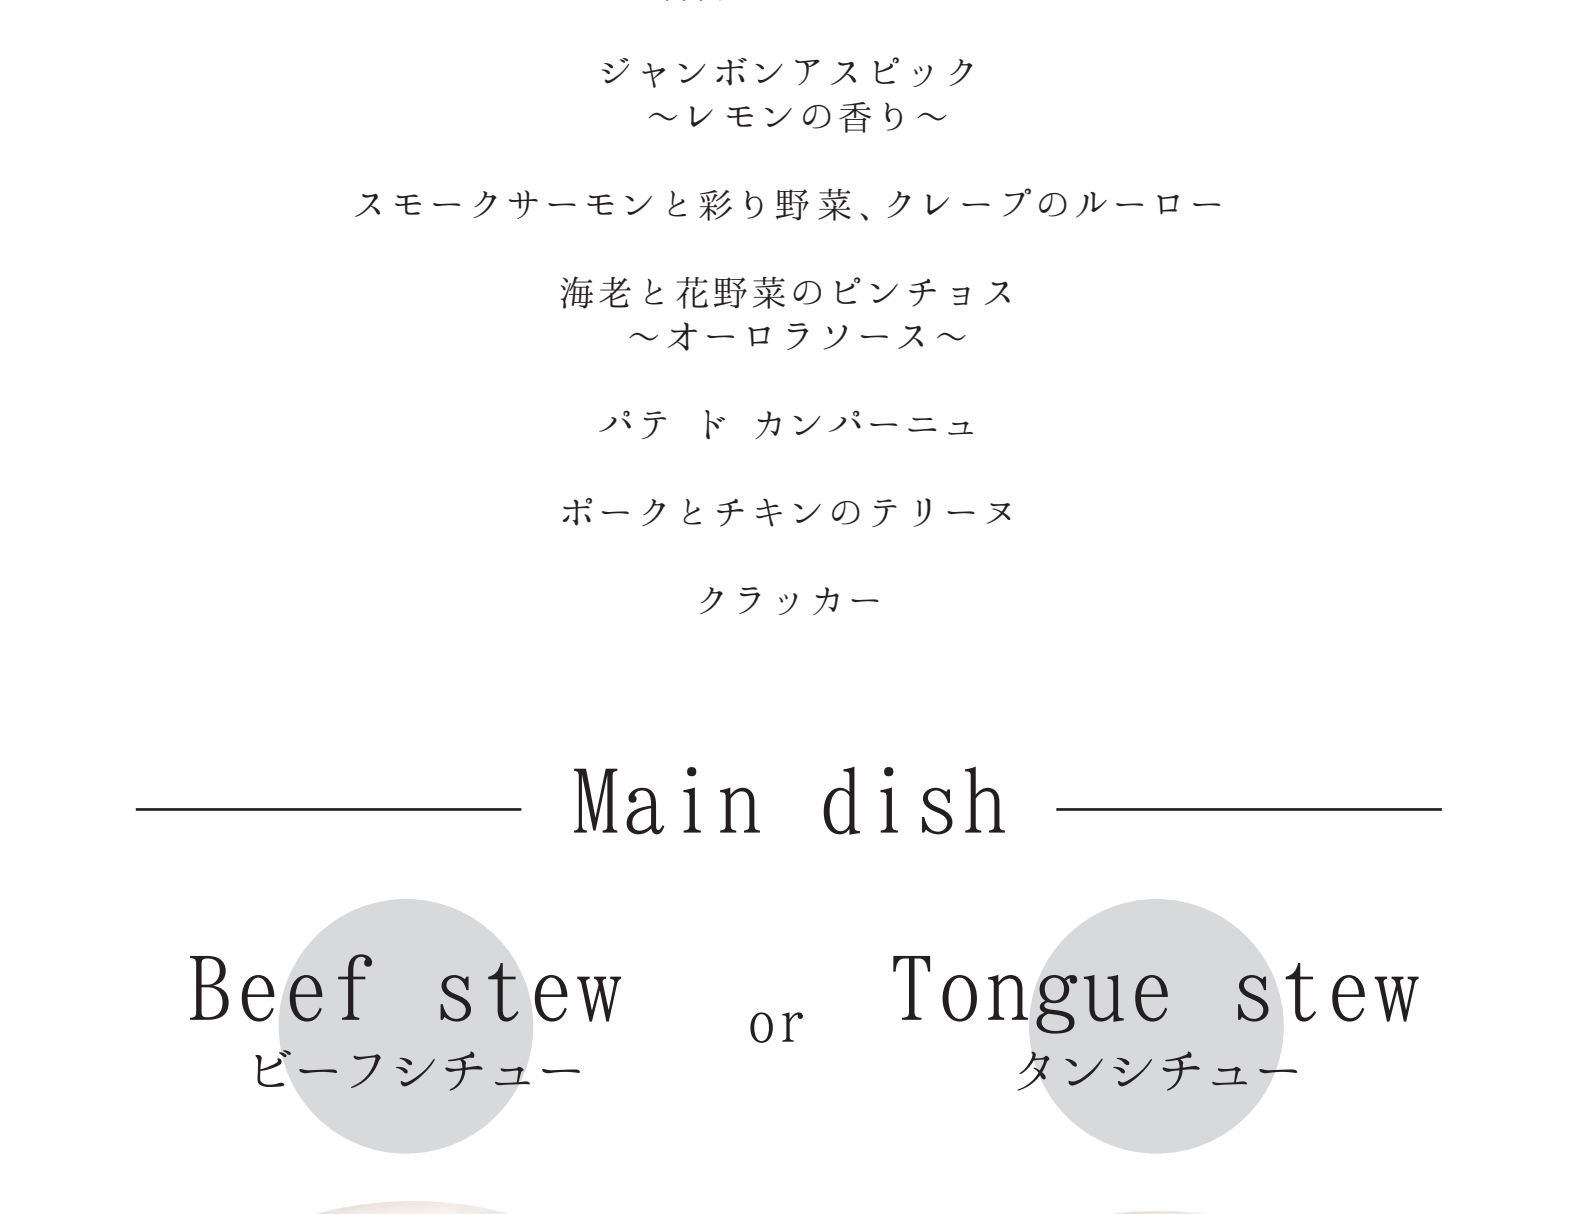 ジャンボンアスピック
〜レモンの香り〜
スモークサーモンと彩り野菜、クレープのルーロー
海老と花野菜のピンチョス
〜オーロラソース〜
パテ ド カンパーニュ
ポークとチキンのテリーヌ
クラッカー
Main dish
Beef stew
ビーフシチュー
or
Tongue stew
タンシチュー